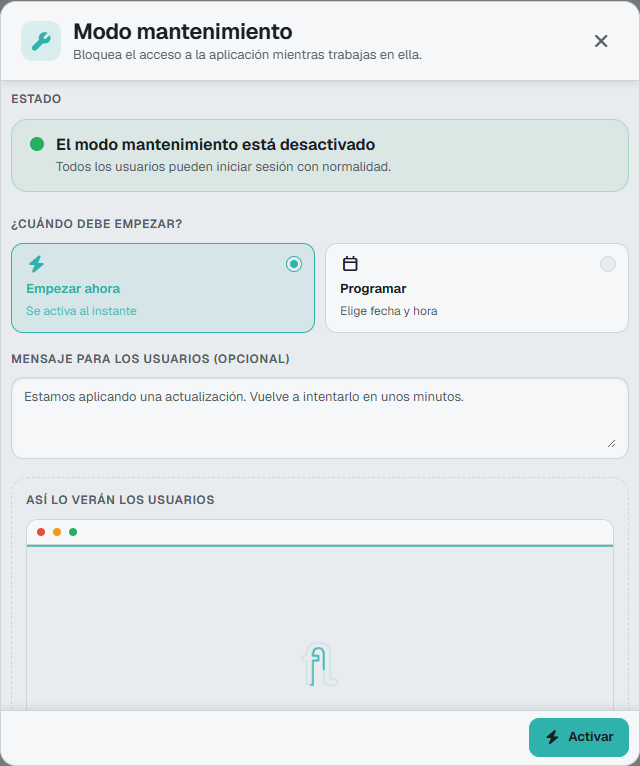 Modo mantenimiento
Bloquea el acceso a la aplicación mientras trabajas en ella.
ESTADO
El modo mantenimiento está desactivado
Todos los usuarios pueden iniciar sesión con normalidad.
¿CUÁNDO DEBE EMPEZAR?
Empezar ahora
Se activa al instante
Programar
Elige fecha y hora
MENSAJE PARA LOS USUARIOS (OPCIONAL)
Estamos aplicando una actualización. Vuelve a intentarlo en unos minutos.
ASÍ LO VERÁN LOS USUARIOS
Activar